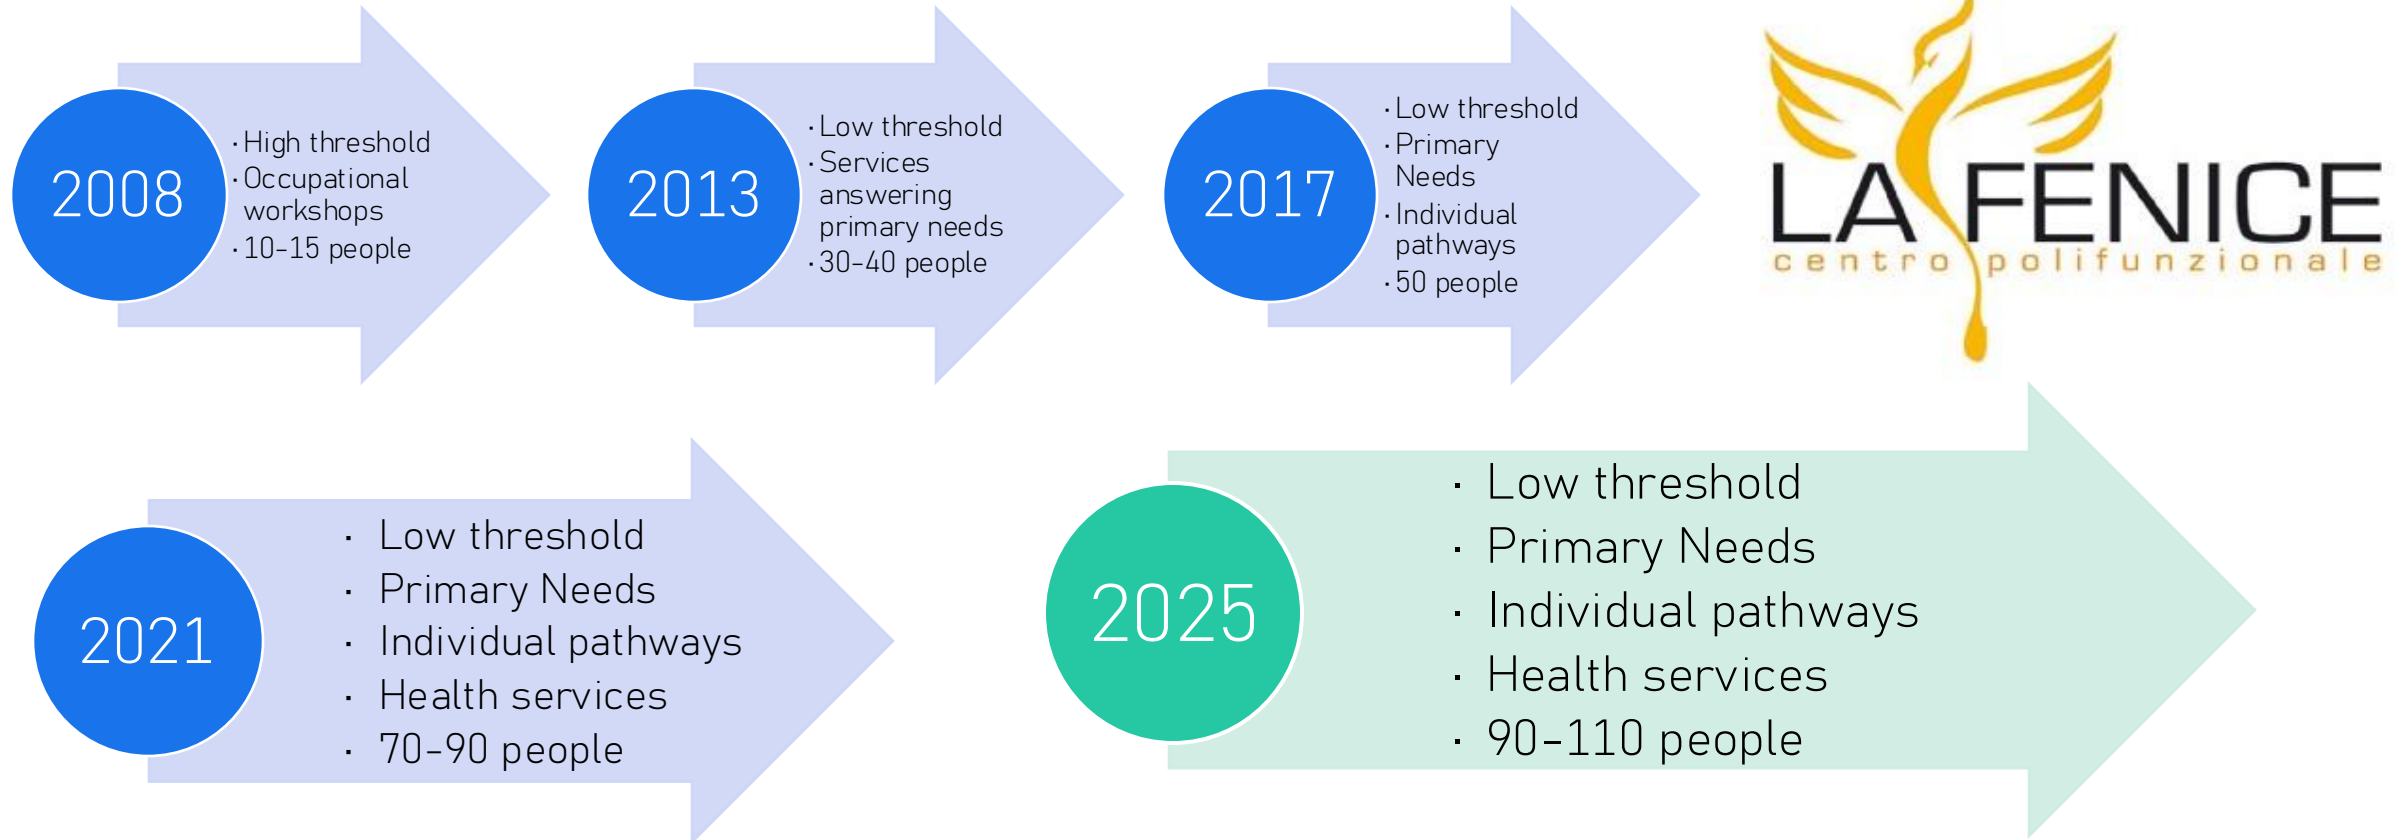 2008
· High threshold
· Occupational
workshops
· 10-15 people
2013
· Low threshold
· Services
answering
primary needs
· 30-40 people
2017
· Low threshold
· Primary
Needs
· Individual
pathways
· 50 people
LA FENICE
centro polifunzionale
2021
· Low threshold
· Primary Needs
· Individual pathways
· Health services
· 70-90 people
2025
· Low threshold
· Primary Needs
· Individual pathways
· Health services
· 90-110 people